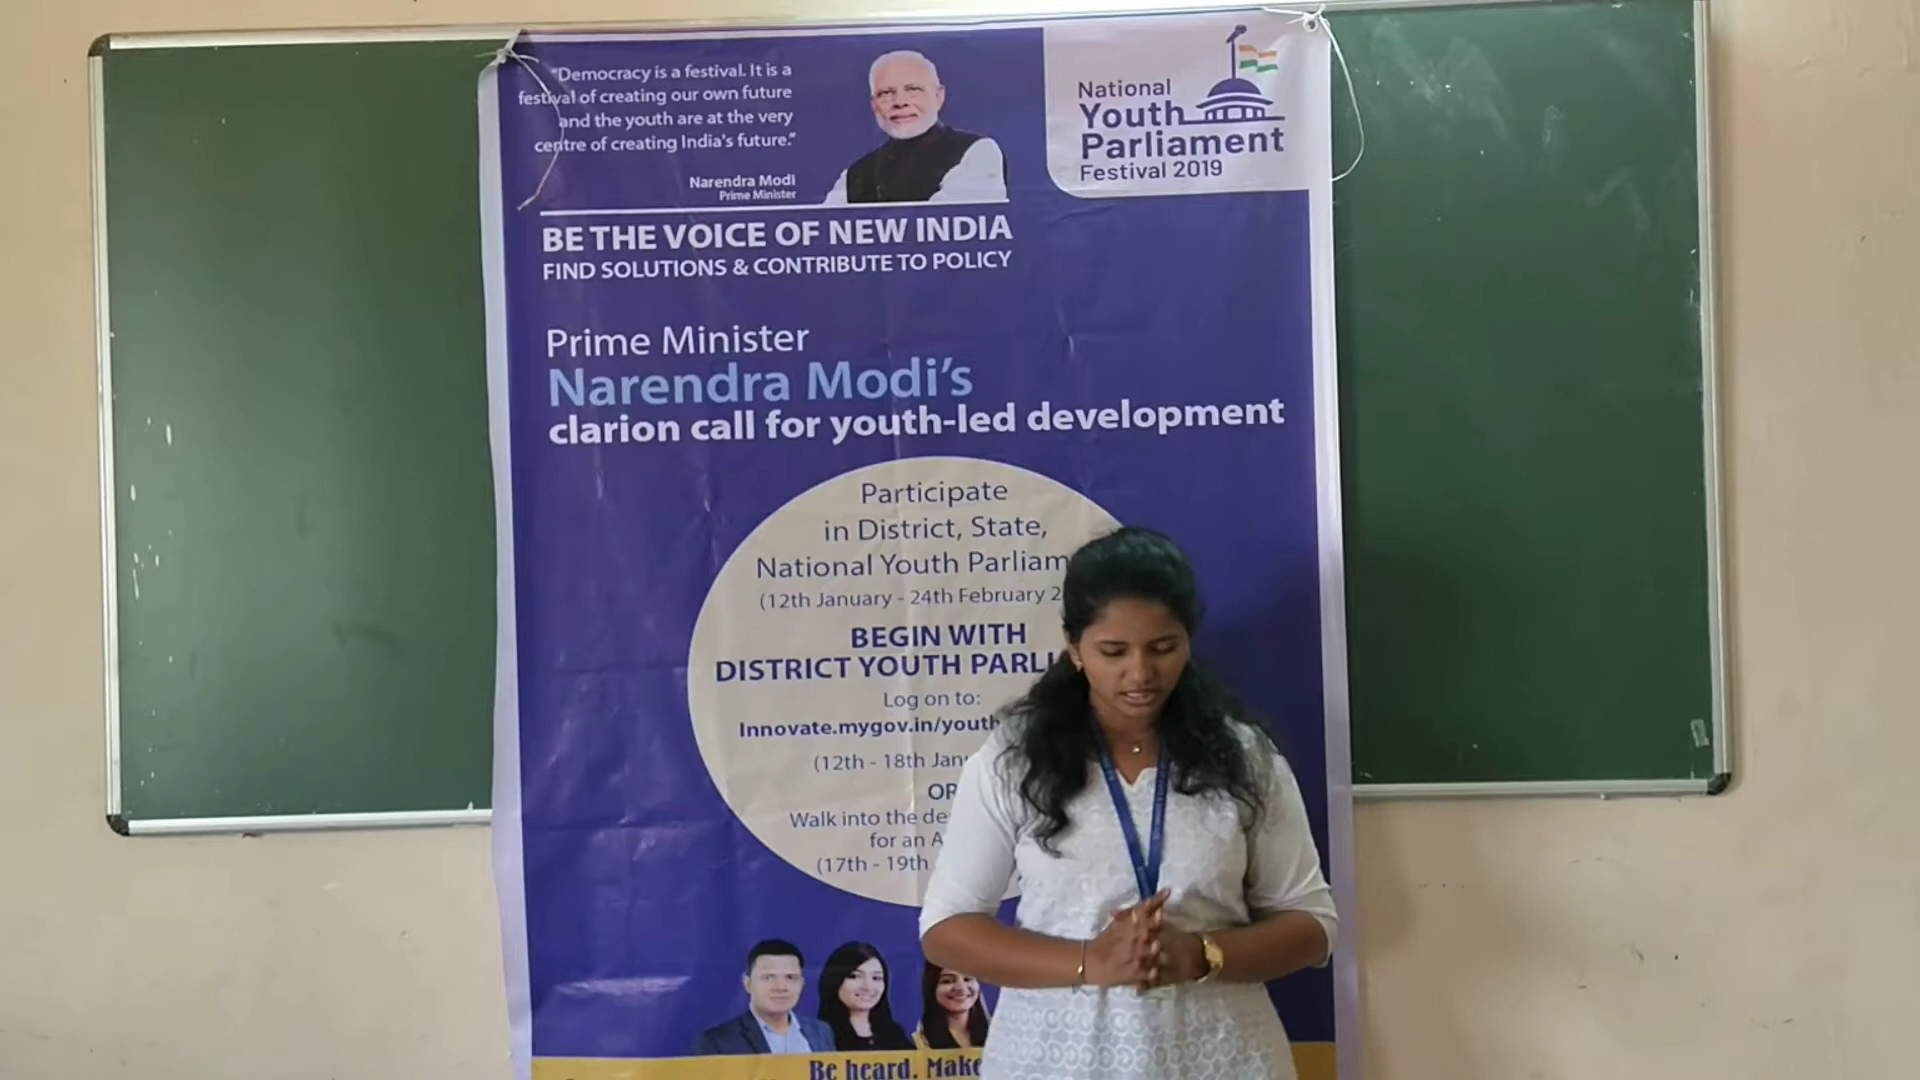 "Democracy is a festival. It is a
festival of creating our own future
and the youth are at the very
centre of creating India's future."
Narendra Modi
Prime Minister
National
Youth
Parliament
Festival 2019
BE THE VOICE OF NEW INDIA
FIND SOLUTIONS & CONTRIBUTE TO POLICY
Prime Minister
Narendra Modi's
clarion call for youth-led development
Participate
in District, State,
National Youth Parliam
(12th January - 24th February 2
BEGIN WITH
DISTRICT YOUTH PARLI
Log on to:
Innovate.mygov.in/youth
(12th - 18th Jan
OR
Walk into the de
for an A
(17th - 19th
Be heard. Make